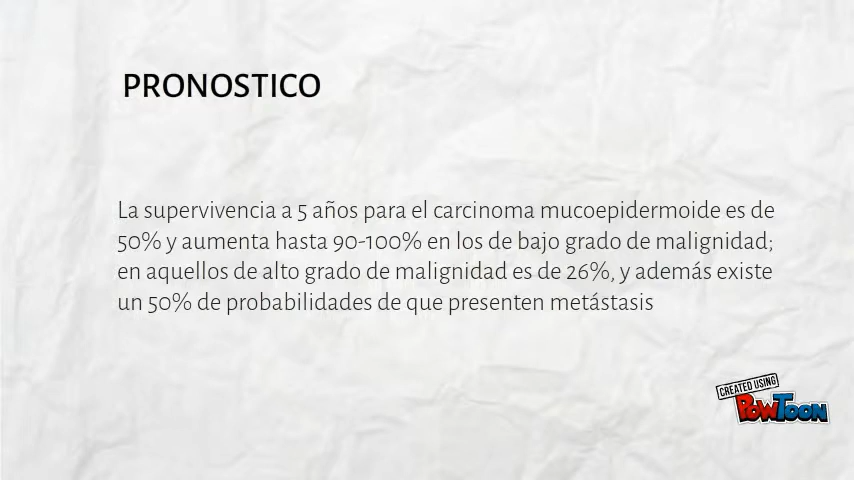 PRONOSTICO
La supervivencia a 5 años para el carcinoma mucoepidermoide es de
50% y aumenta hasta 90-100% en los de bajo grado de malignidad;
en aquellos de alto grado de malignidad es de 26%, y además existe
un 50% de probabilidades de que presenten metástasis
CREATED USING
POWTOON